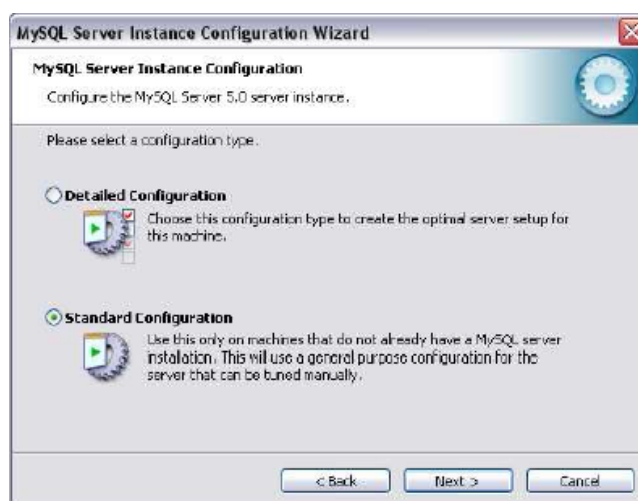 MySQL Server Instance Configuration Wizard
MySQL Server Instance Configuration
Configure the MySQL Server 5.0 server instance.
Please select a configuration type.
Detailed Configuration
Choose this configuration type to create the optimal server setup for
this machine.
Standard Configuration
Use this only on machines that do not already have a MySQL server
installation. This will use a general purpose configuration for the
server that can be tuned manually.
< Back
Next >
Cancel